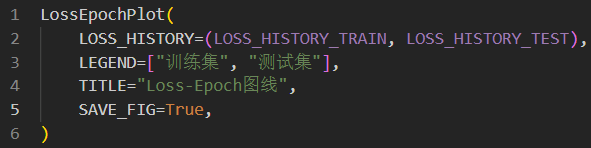 1 LossEpochPlot(
2     LOSS_HISTORY=(LOSS_HISTORY_TRAIN, LOSS_HISTORY_TEST),
3     LEGEND=["训练集", "测试集"],
4     TITLE="Loss-Epoch图线",
5     SAVE_FIG=True,
6 )